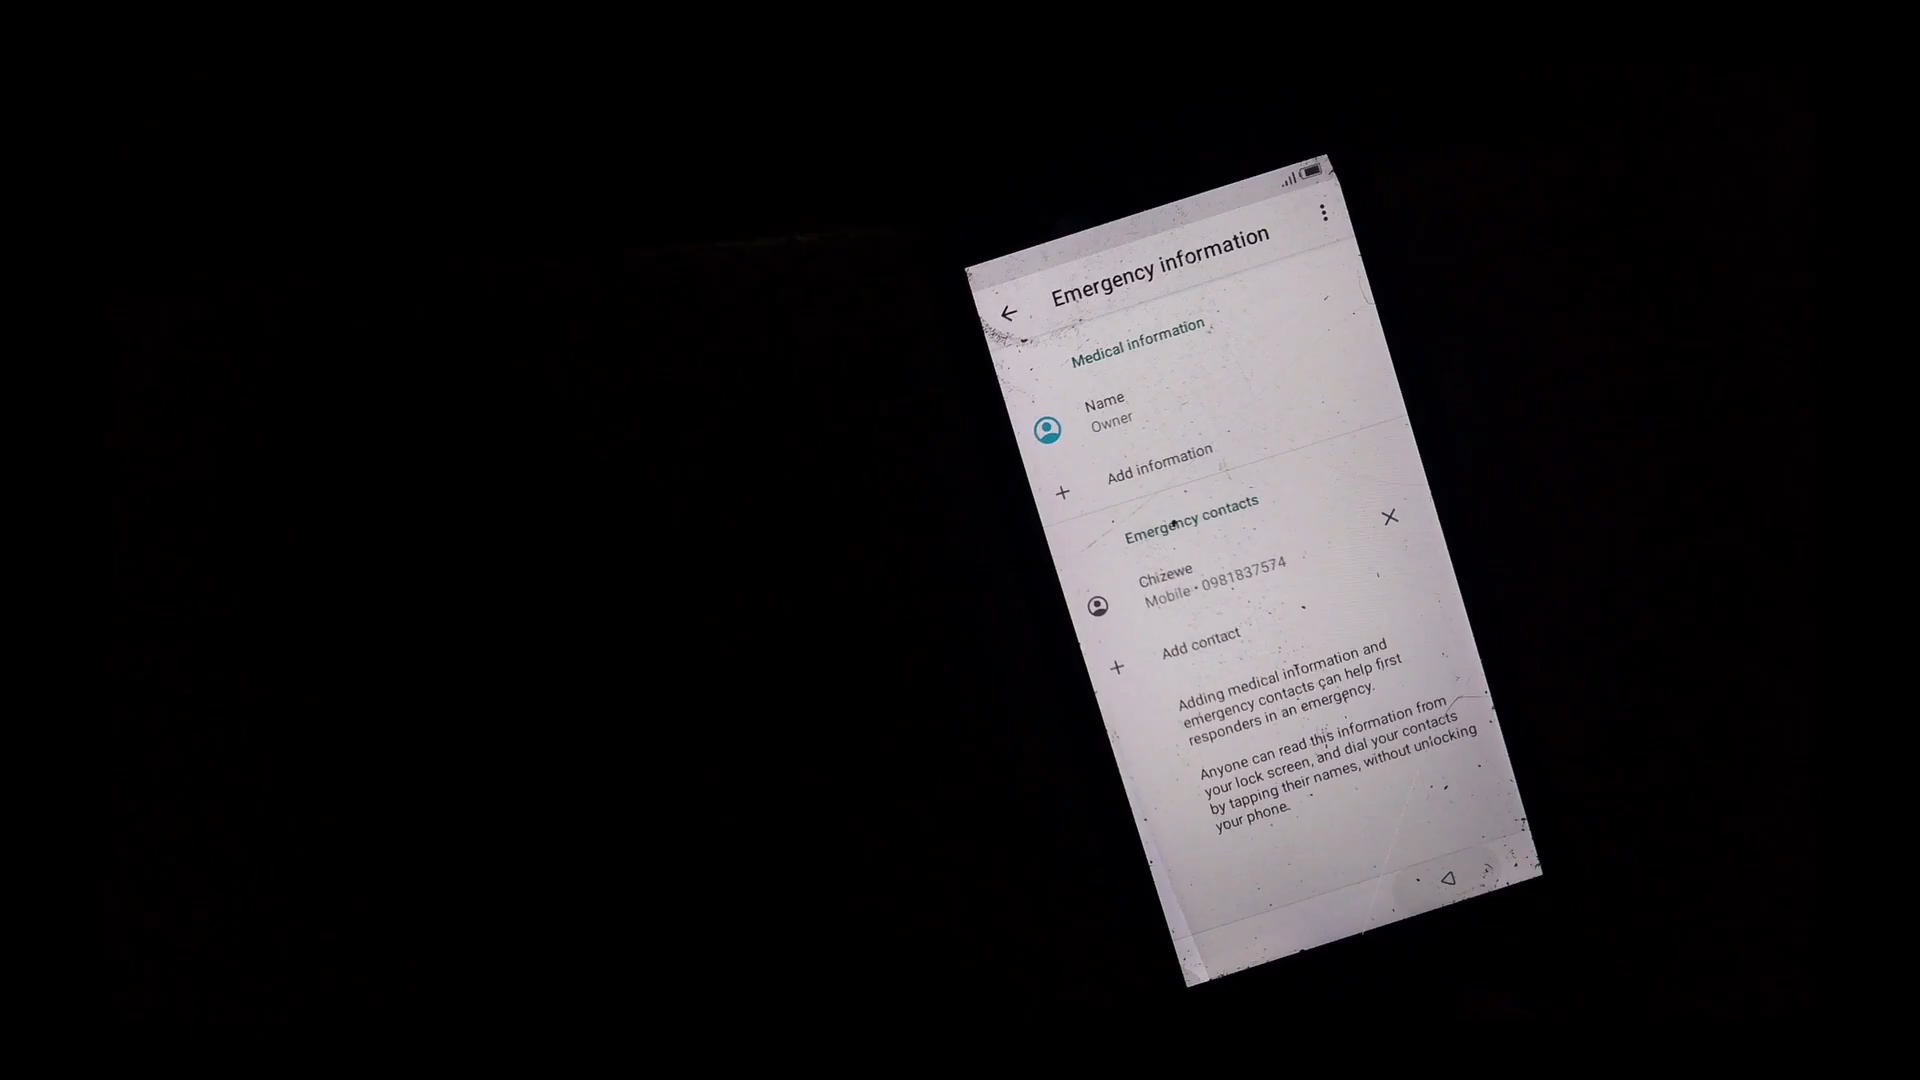 Emergency information
Medical information
Name
Owner
Add information
Emergency contacts
Chizewe
Mobile • 0981837574
Add contact
Adding medical information and
emergency contacts can help first
responders in an emergency.
Anyone can read this information from
your lock screen, and dial your contacts
by tapping their names, without unlocking
your phone.